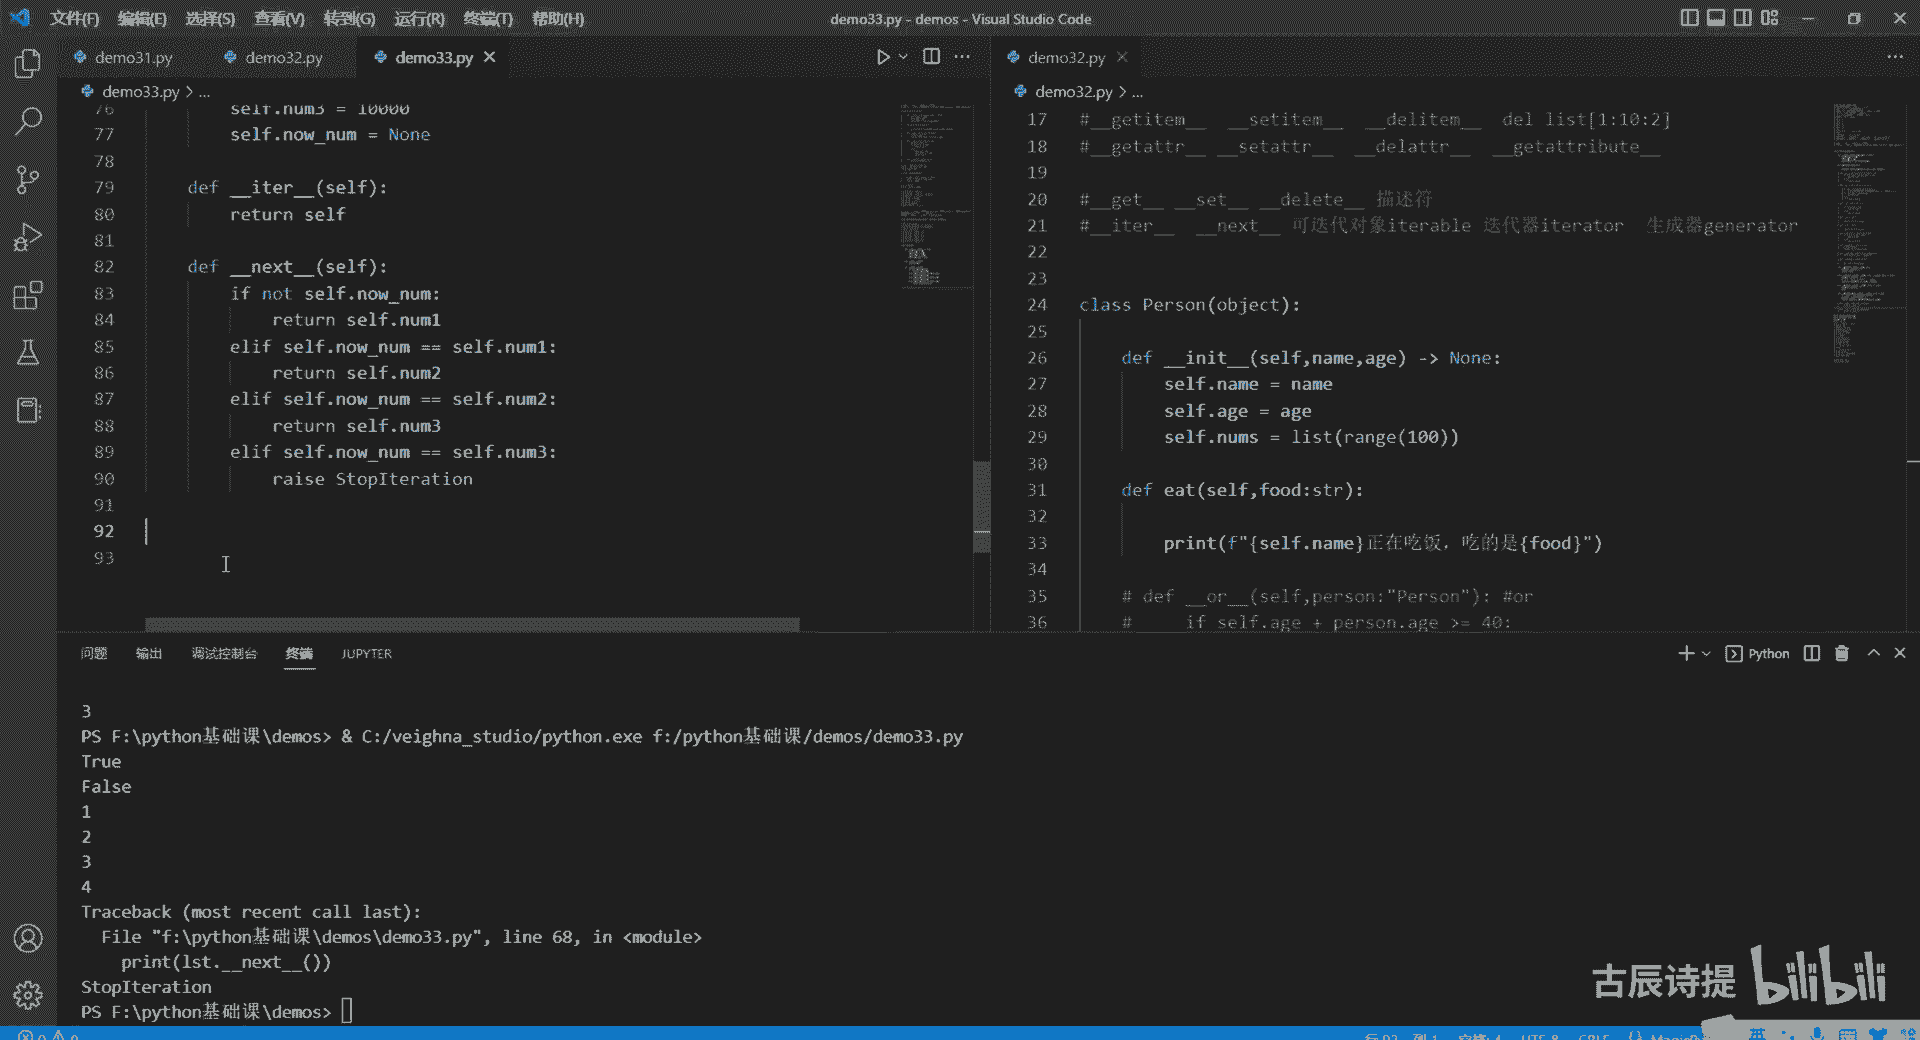 文件(F) 编辑(E) 选择(S) 查看(V) 转到(G) 运行(R) 终端(T) 帮助(H)
demo33.py - demos - Visual Studio Code
demo31.py demo32.py demo33.py
demo33.py > ...
76 self.num3 = 10000
77 self.now_num = None
78
79 def __iter__(self):
80 return self
81
82 def __next__(self):
83 if not self.now_num:
84 return self.num1
85 elif self.now_num == self.num1:
86 return self.num2
87 elif self.now_num == self.num2:
88 return self.num3
89 elif self.now_num == self.num3:
90 raise StopIteration
91
92
93
demo32.py
demo32.py > ...
17 #__getitem__ __setitem__ __delitem__ del list[1:10:2]
18 #__getattr__ __setattr__ __delattr__ __getattribute__
19
20 #__get__ __set__ __delete__ 描述符
21 #__iter__ __next__ 可迭代对象iterable 迭代器iterator 生成器generator
22
23
24 class Person(object):
25
26 def __init__(self,name,age) -> None:
27 self.name = name
28 self.age = age
29 self.nums = list(range(100))
30
31 def eat(self,food:str):
32
33 print(f"{self.name}正在吃饭，吃的是{food}")
34
35 # def __or__(self,person:"Person"): #or
36 # if self.age + person.age >= 40:
问题 输出 调试控制台 终端 JUPYTER
Python
3
PS F:\python基础课\demos> & C:/veighna_studio/python.exe f:/python基础课/demos/demo33.py
True
False
1
2
3
4
Traceback (most recent call last):
File "f:\python基础课\demos\demo33.py", line 68, in <module>
print(lst.__next__())
StopIteration
PS F:\python基础课\demos>
古辰诗提 bilibili